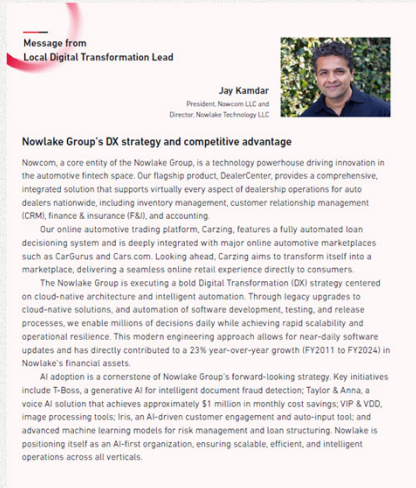 Message from
Local Digital Transformation Lead
Jay Kamdar
President, Nowcom LLC and
Director, Nowlake Technology LLC
Nowlake Group's DX strategy and competitive advantage
Nowcom, a core entity of the Nowlake Group, is a technology powerhouse driving innovation in
the automotive fintech space. Our flagship product, DealerCenter, provides a comprehensive,
integrated solution that supports virtually every aspect of dealership operations for auto
dealers nationwide, including inventory management, customer relationship management
(CRM), finance & insurance (F&I), and accounting.
Our online automotive trading platform, Carzing, features a fully automated loan
decisioning system and is deeply integrated with major online automotive marketplaces
such as CarGurus and Cars.com. Looking ahead, Carzing aims to transform itself into a
marketplace, delivering a seamless online retail experience directly to consumers.
The Nowlake Group is executing a bold Digital Transformation (DX) strategy centered
on cloud-native architecture and intelligent automation. Through legacy upgrades to
cloud-native solutions, and automation of software development, testing, and release
processes, we enable millions of decisions daily while achieving rapid scalability and
operational resilience. This modern engineering approach allows for near-daily software
updates and has directly contributed to a 23% year-over-year growth (FY2011 to FY2024) in
Nowlake's financial assets.
AI adoption is a cornerstone of Nowlake Group's forward-looking strategy. Key initiatives
include T-Boss, a generative AI for intelligent document fraud detection; Taylor & Anna, a
voice AI solution that achieves approximately $1 million in monthly cost savings; VIP & VDD,
image processing tools; Iris, an AI-driven customer engagement and auto-input tool; and
advanced machine learning models for risk management and loan structuring. Nowlake is
positioning itself as an AI-first organization, ensuring scalable, efficient, and intelligent
operations across all verticals.